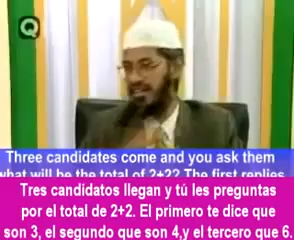 Q
Three candidates come and you ask them
what will be the total of 2+2? The first replies
Tres candidatos llegan y tú les preguntas
por el total de 2+2. El primero te dice que
son 3, el segundo que son 4,y el tercero que 6.